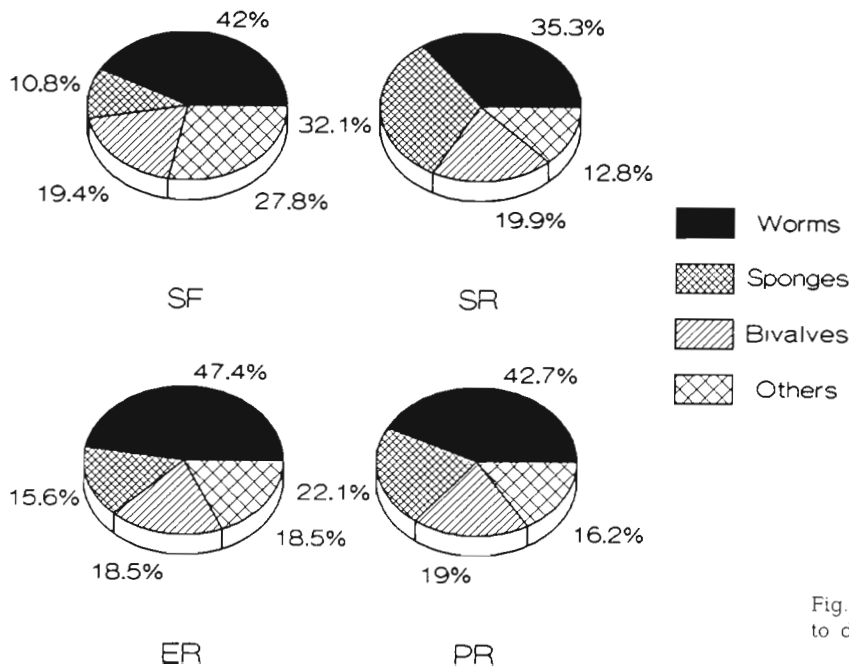 42%
10.8%
19.4%
27.8%
SF
35.3%
32.1%
19.9%
12.8%
SR
Worms
Sponges
Bivalves
Others
47.4%
15.6%
18.5%
18.5%
ER
42.7%
22.1%
19%
16.2%
PR
Fig.
to